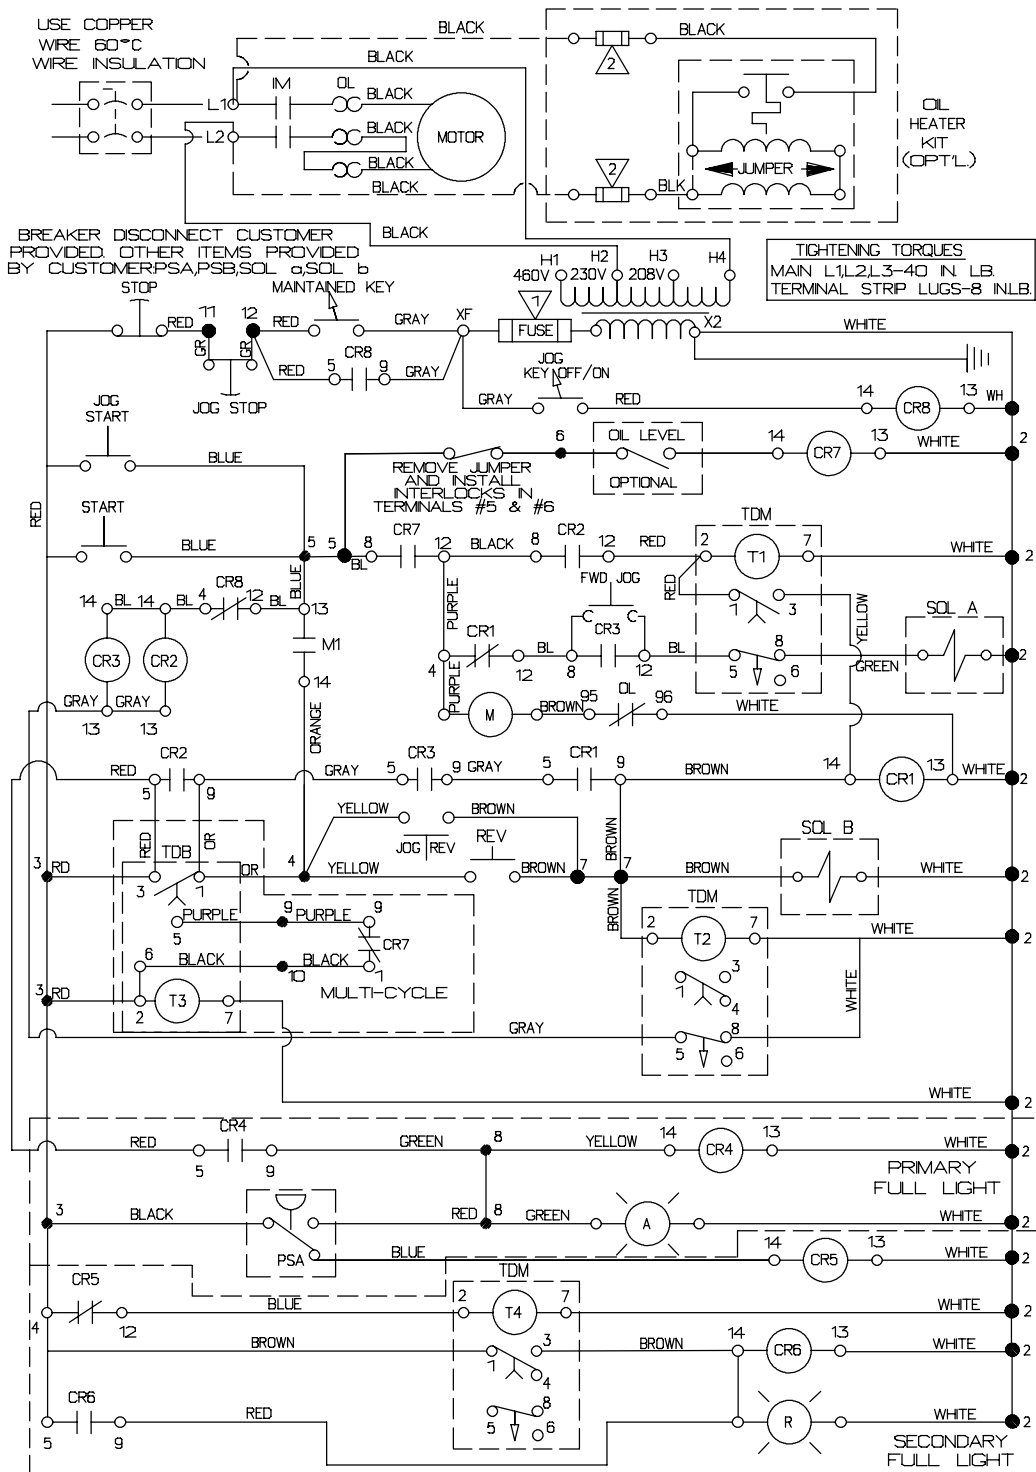 USE COPPER
WIRE 60°C
WIRE INSULATION
BLACK
BLACK
BLACK
2
L1
1M
OL
BLACK
L2
BLACK
MOTOR
BLACK
BLACK
2
BLK
JUMPER
OIL
HEATER
KIT
(OPT'L.)
BLACK
BREAKER DISCONNECT CUSTOMER
PROVIDED. OTHER ITEMS PROVIDED
BY CUSTOMER:PSA,PSB,SOL a,SOL b
TIGHTENING TORQUES
MAIN L1,L2,L3-40 IN. LB.
TERMINAL STRIP LUGS-8 IN.LB.
H1 H2 H3 H4
460V 230V 208V
STOP
MAINTAINED KEY
RED 11 12 RED GRAY XF
1
FUSE
X2 WHITE
GR GR
RED 5 CR8 9 GRAY
JOG STOP
JOG
KEY OFF/ON
GRAY RED 14 CR8 13 WH
2
JOG
START
BLUE
6
OIL LEVEL
OPTIONAL
14 CR7 13 WHITE
REMOVE JUMPER
AND INSTALL
INTERLOCKS IN
TERMINALS #5 & #6
RED
START
BLUE
5 5 BL 8 CR7 12 BLACK 8 CR2 12 RED
TDM
2 T1 7 WHITE 2
BLUE
RED
1 3
YELLOW
14 BL 14 BL 4 CR8 12 BL 13
PURPLE
FWD JOG
CR3 CR2
M1
4 CR1 12 BL 8 CR3 12 BL
5 8 6
GREEN
SOL A
2
GRAY GRAY
13 13
14
ORANGE
PURPLE
M BROWN 95 OL 96 WHITE
RED 5 CR2 9 GRAY 5 CR3 9 GRAY 5 CR1 9 BROWN 14 CR1 13 WHITE 2
YELLOW BROWN
JOG REV
REV
BROWN
SOL B
RED OR
TDB
3 RD 3 1 OR 4 YELLOW BROWN 7 7 BROWN WHITE 2
5 PURPLE 9 PURPLE 9
CR7
6 BLACK 10 BLACK 1
MULTI-CYCLE
BROWN
TDM
2 T2 7 WHITE 2
3
1 4
WHITE
3 RD 2 T3 7
GRAY
5 8 6
WHITE 2
RED 5 CR4 9 GREEN 8 YELLOW 14 CR4 13 WHITE 2
PRIMARY
FULL LIGHT
3 BLACK PSA RED 8 GREEN A WHITE 2
BLUE 14 CR5 13 WHITE 2
4 CR5 12 BLUE
TDM
2 T4 7 WHITE 2
BROWN 1 3 4 BROWN 14 CR6 13 WHITE 2
5 CR6 9 RED
5 8 6
R WHITE 2
SECONDARY
FULL LIGHT